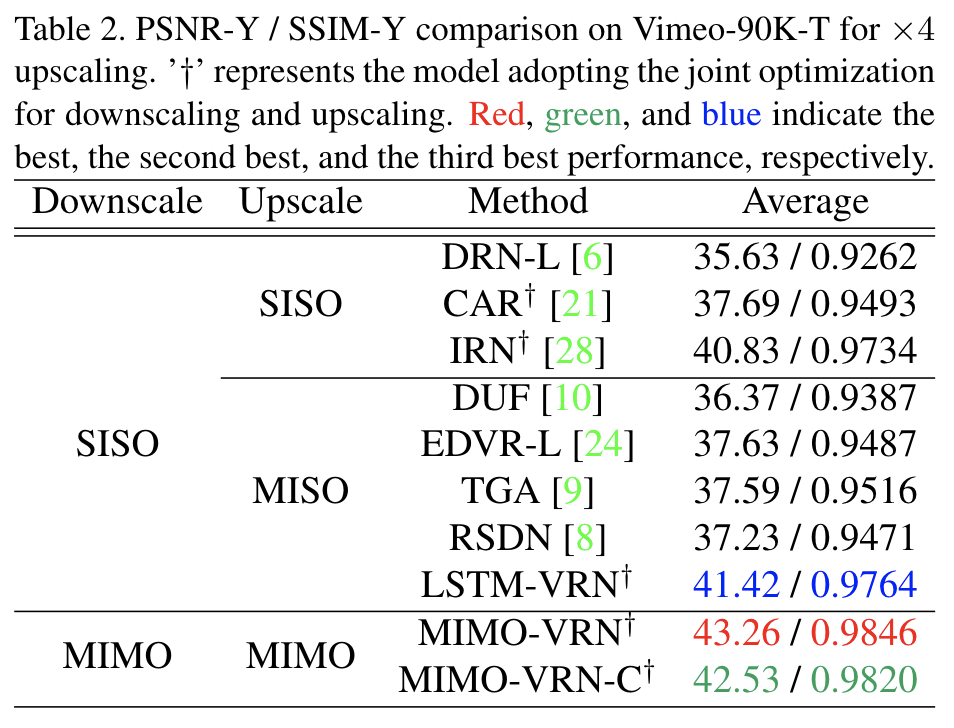 Table 2. PSNR-Y / SSIM-Y comparison on Vimeo-90K-T for ×4
upscaling. ’†’ represents the model adopting the joint optimization
for downscaling and upscaling. Red, green, and blue indicate the
best, the second best, and the third best performance, respectively.
Downscale Upscale Method Average
DRN-L [6] 35.63 / 0.9262
SISO CAR† [21] 37.69 / 0.9493
IRN† [28] 40.83 / 0.9734
DUF [10] 36.37 / 0.9387
SISO EDVR-L [24] 37.63 / 0.9487
MISO TGA [9] 37.59 / 0.9516
RSDN [8] 37.23 / 0.9471
LSTM-VRN† 41.42 / 0.9764
MIMO MIMO MIMO-VRN† 43.26 / 0.9846
MIMO-VRN-C† 42.53 / 0.9820